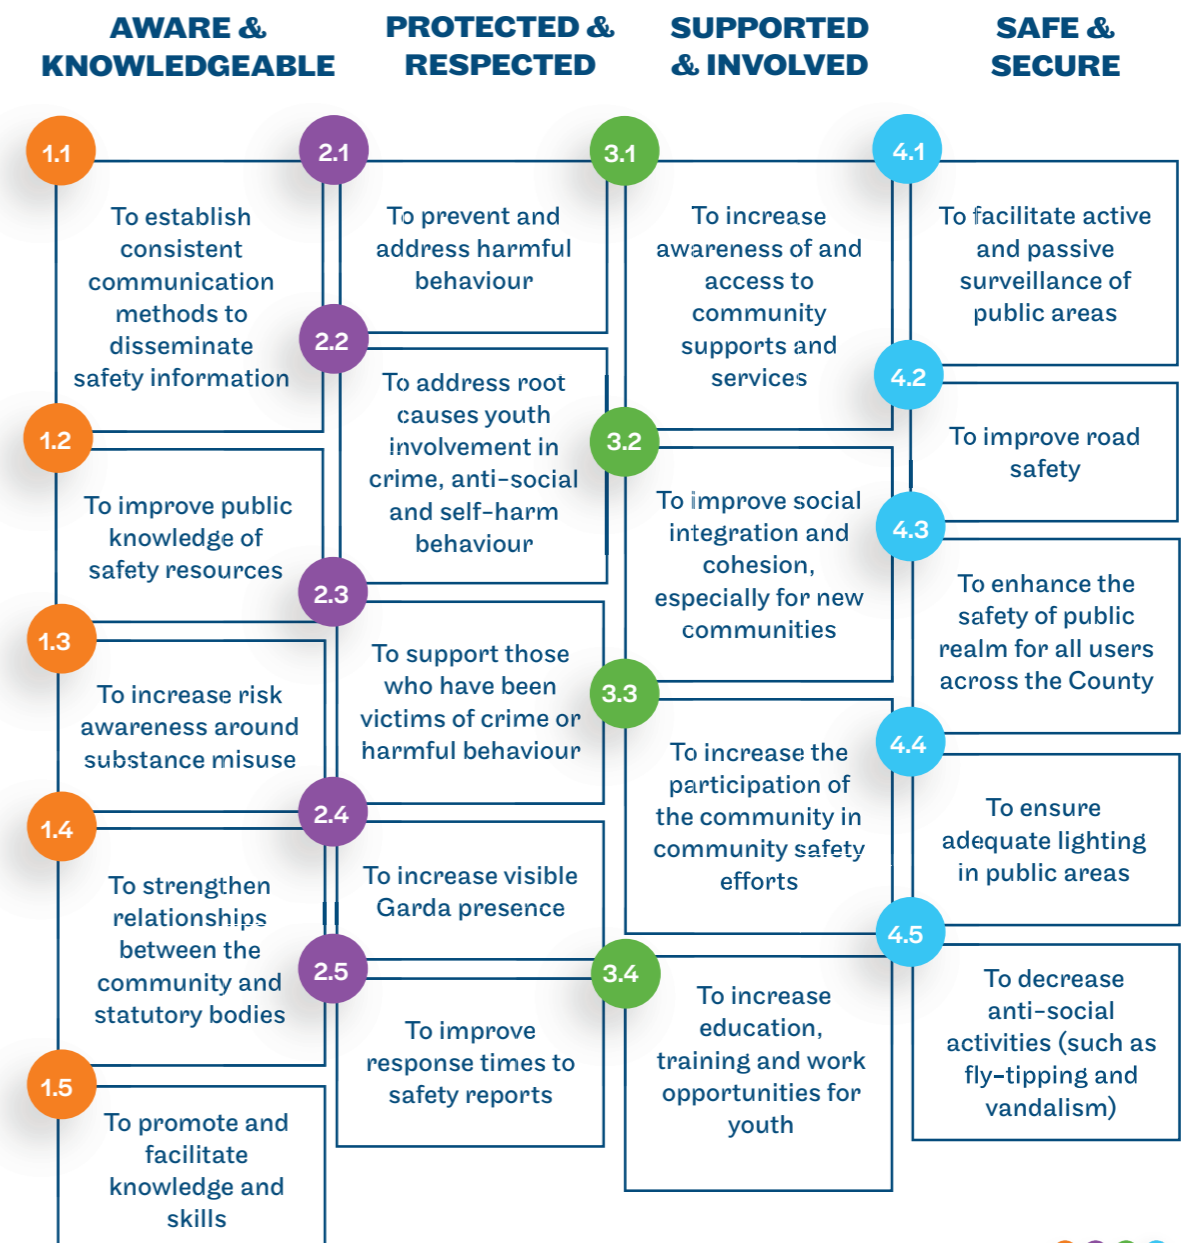 AWARE &
KNOWLEDGEABLE
1.1
To establish
consistent
communication
methods to
disseminate
safety information
1.2
To improve public
knowledge of
safety resources
1.3
To increase risk
awareness around
substance misuse
1.4
To strengthen
relationships
between the
community and
statutory bodies
1.5
To promote and
facilitate
knowledge and
skills
PROTECTED &
RESPECTED
2.1
To prevent and
address harmful
behaviour
2.2
To address root
causes youth
involvement in
crime, anti-social
and self-harm
behaviour
2.3
To support those
who have been
victims of crime or
harmful behaviour
2.4
To increase visible
Garda presence
2.5
To improve
response times to
safety reports
SUPPORTED
& INVOLVED
3.1
To increase
awareness of and
access to
community
supports and
services
3.2
To improve social
integration and
cohesion,
especially for new
communities
3.3
To increase the
participation of
the community in
community safety
efforts
3.4
To increase
education,
training and work
opportunities for
youth
SAFE &
SECURE
4.1
To facilitate active
and passive
surveillance of
public areas
4.2
To improve road
safety
4.3
To enhance the
safety of public
realm for all users
across the County
4.4
To ensure
adequate lighting
in public areas
4.5
To decrease
anti-social
activities (such as
fly-tipping and
vandalism)